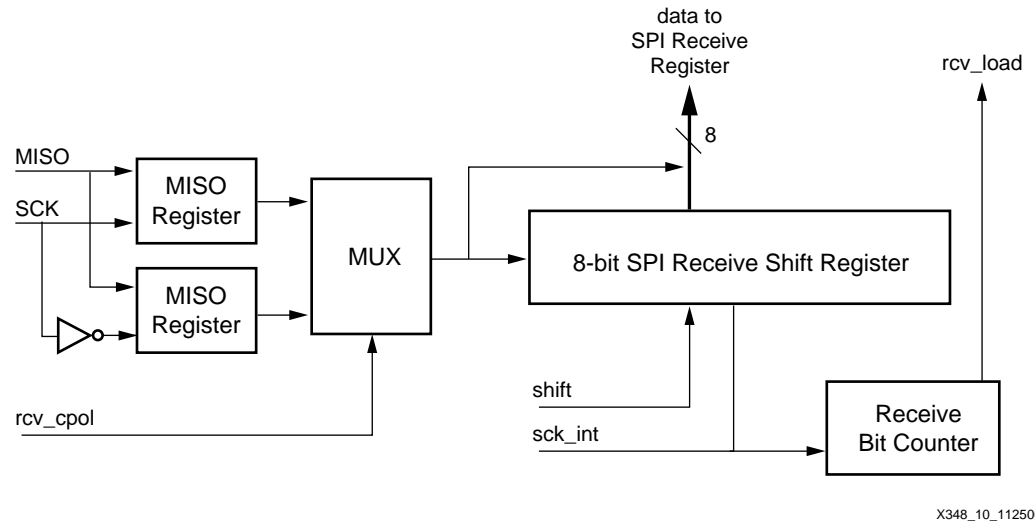 data to
SPI Receive
Register
rcv_load
8
MISO
SCK
MISO
Register
MUX
8-bit SPI Receive Shift Register
MISO
Register
shift
rcv_cpol
sck_int
Receive
Bit Counter
X348_10_11250